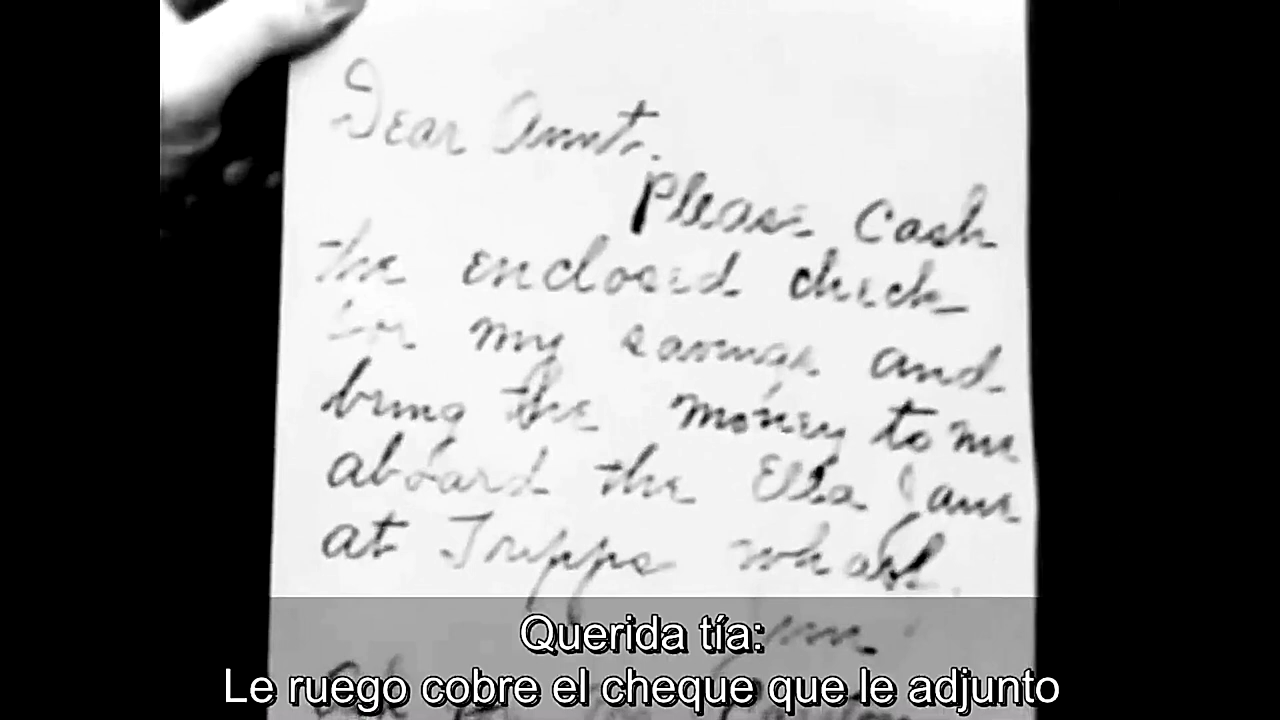 Dear Aunt.
Please Cash
the enclosed check
for my savings and
bring the money to me
aboard the Ella Jane
at Tripps wharf.
Querida tía:
Le ruego cobre el cheque que le adjunto